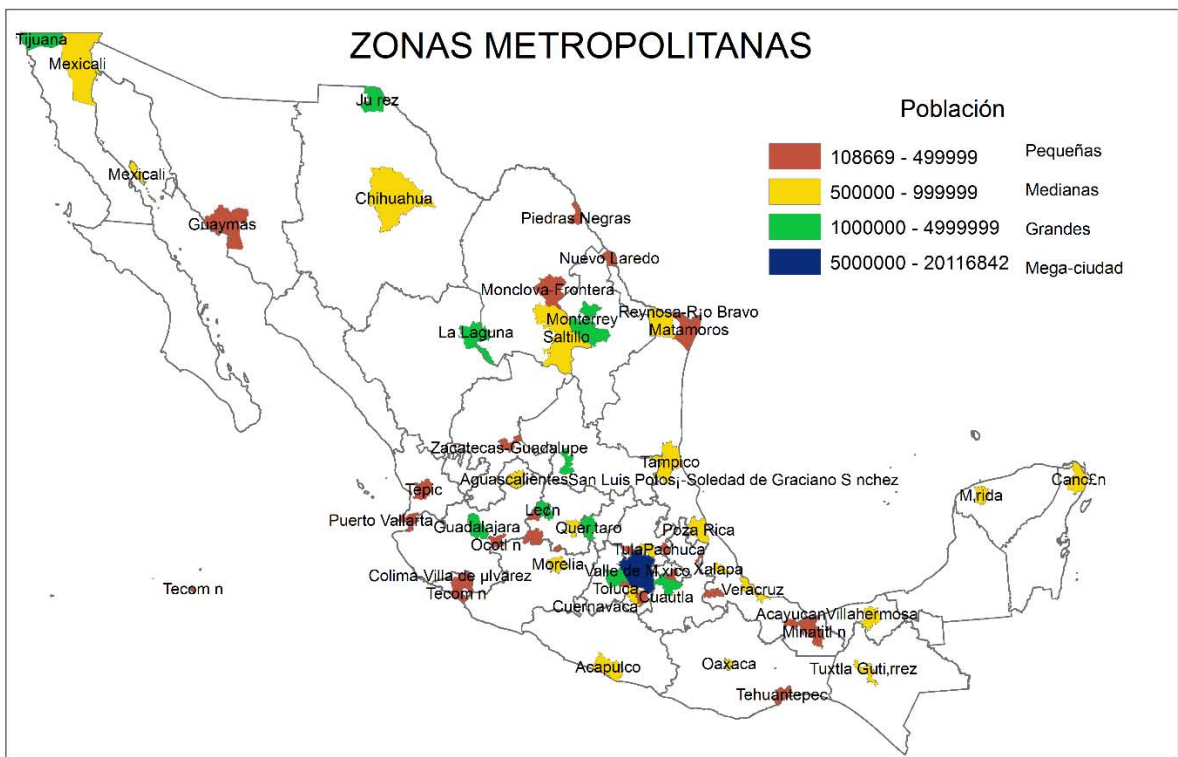 ZONAS METROPOLITANAS
Población
108669 - 499999 Pequeñas
500000 - 999999 Medianas
1000000 - 4999999 Grandes
5000000 - 20116842 Mega-ciudad
Tijuana
Mexicali
Ju rez
Mexicali
Chihuahua
Guaymas
Piedras Negras
Nuevo Laredo
Monclova-Frontera
Reynosa-Río Bravo
Monterrey
Matamoros
La Laguna
Saltillo
Zacatecas-Guadalupe
Tampico
Aguascalientes
San Luis Potos¡-Soledad de Graciano S nchez
Canc£n
M‚rida
Tepic
Puerto Vallarta
Guadalajara
León
Quer‚taro
Poza Rica
Ocotl n
Tula
Pachuca
Morelia
Valle de M‚xico
Xalapa
Colima-Villa de µlvarez
Tecom n
Tecom n
Toluca
Cuautla
Veracruz
Cuernavaca
Acayucan
Villahermosa
Minatitl n
Acapulco
Oaxaca
Tuxtla Guti‚rrez
Tehuantepec